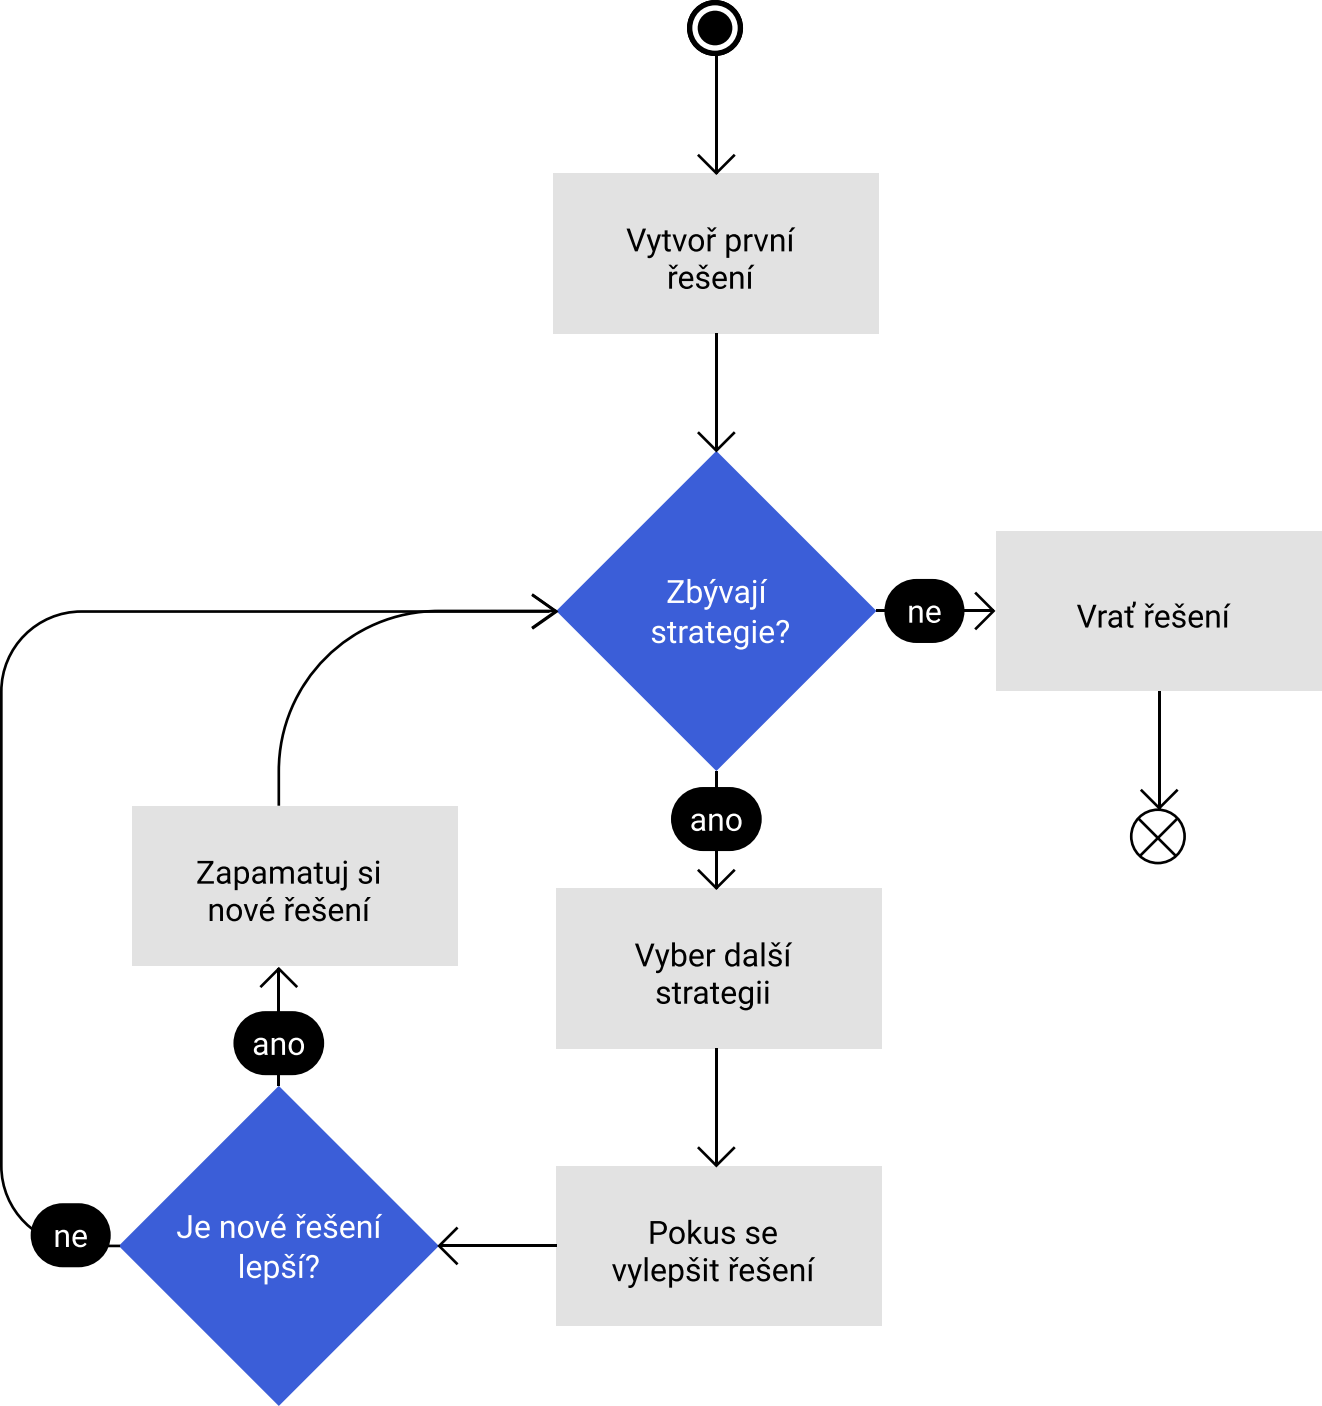 Vytvoř první
řešení
Zbývají
strategie?
ne
Vrať řešení
ano
Zapamatuj si
nové řešení
Vyber další
strategii
ano
Je nové řešení
lepší?
ne
Pokus se
vylepšit řešení